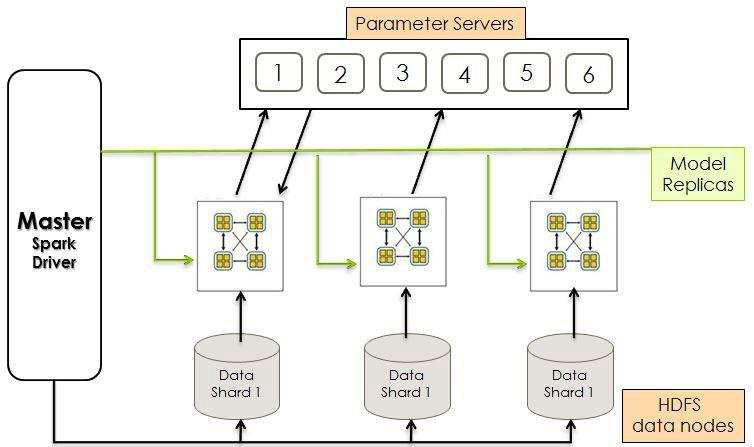 Parameter Servers
1 2 3 4 5 6
Model
Replicas
Master
Spark
Driver
Data
Shard 1
Data
Shard 1
Data
Shard 1
HDFS
data nodes